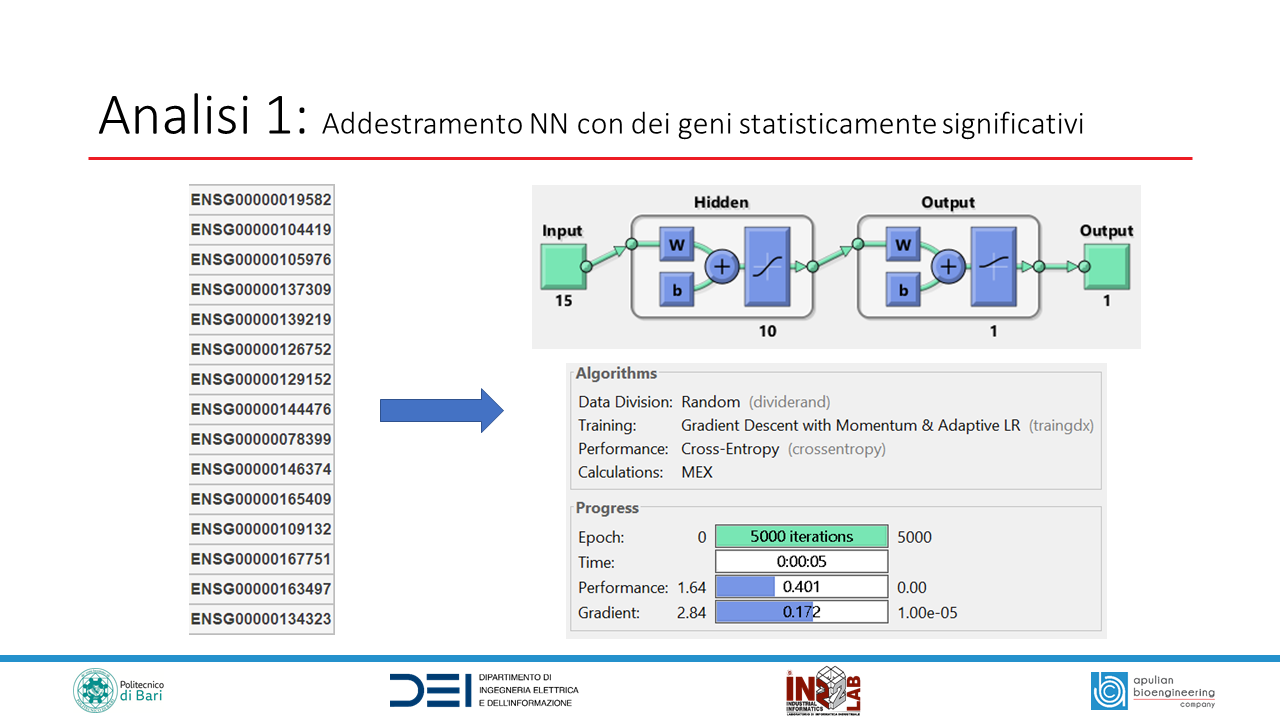 Analisi 1: Addestramento NN con dei geni statisticamente significativi
ENSG00000019582
ENSG00000104419
ENSG00000105976
ENSG00000137309
ENSG00000139219
ENSG00000126752
ENSG00000129152
ENSG00000144476
ENSG00000078399
ENSG00000146374
ENSG00000165409
ENSG00000109132
ENSG00000167751
ENSG00000163497
ENSG00000134323
Hidden
Output
Input
Output
W
b
+
W
b
+
15
10
1
1
Algorithms
Data Division: Random (dividerand)
Training: Gradient Descent with Momentum & Adaptive LR (traingdx)
Performance: Cross-Entropy (crossentropy)
Calculations: MEX
Progress
Epoch: 0 5000 iterations 5000
Time: 0:00:05
Performance: 1.64 0.401 0.00
Gradient: 2.84 0.172 1.00e-05
Politecnico
di Bari
DEI
DIPARTIMENTO DI
INGEGNERIA ELETTRICA
E DELL'INFORMAZIONE
INDUSTRIAL
INFORMATICS
LAB
LABORATORIO DI INFORMATICA INDUSTRIALE
apulian
bioengineering
company